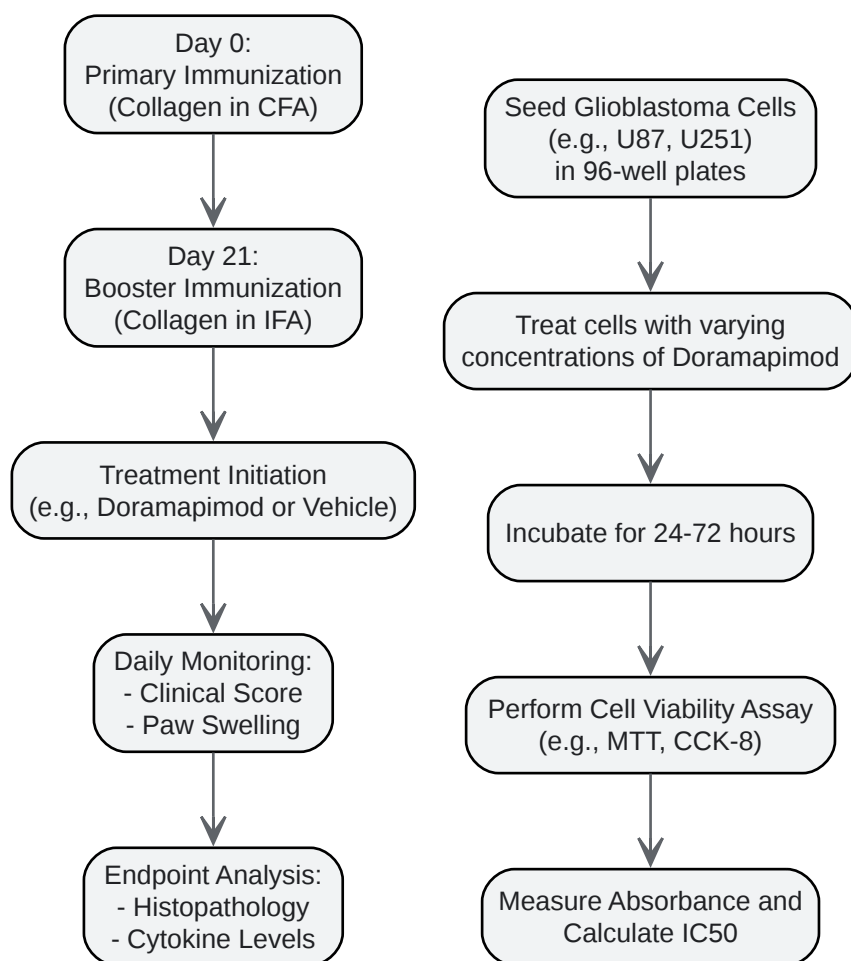 Day 0:
Primary Immunization
(Collagen in CFA)
Day 21:
Booster Immunization
(Collagen in IFA)
Treatment Initiation
(e.g., Doramapimod or Vehicle)
Daily Monitoring:
- Clinical Score
- Paw Swelling
Endpoint Analysis:
- Histopathology
- Cytokine Levels
Seed Glioblastoma Cells
(e.g., U87, U251)
in 96-well plates
Treat cells with varying
concentrations of Doramapimod
Incubate for 24-72 hours
Perform Cell Viability Assay
(e.g., MTT, CCK-8)
Measure Absorbance and
Calculate IC50